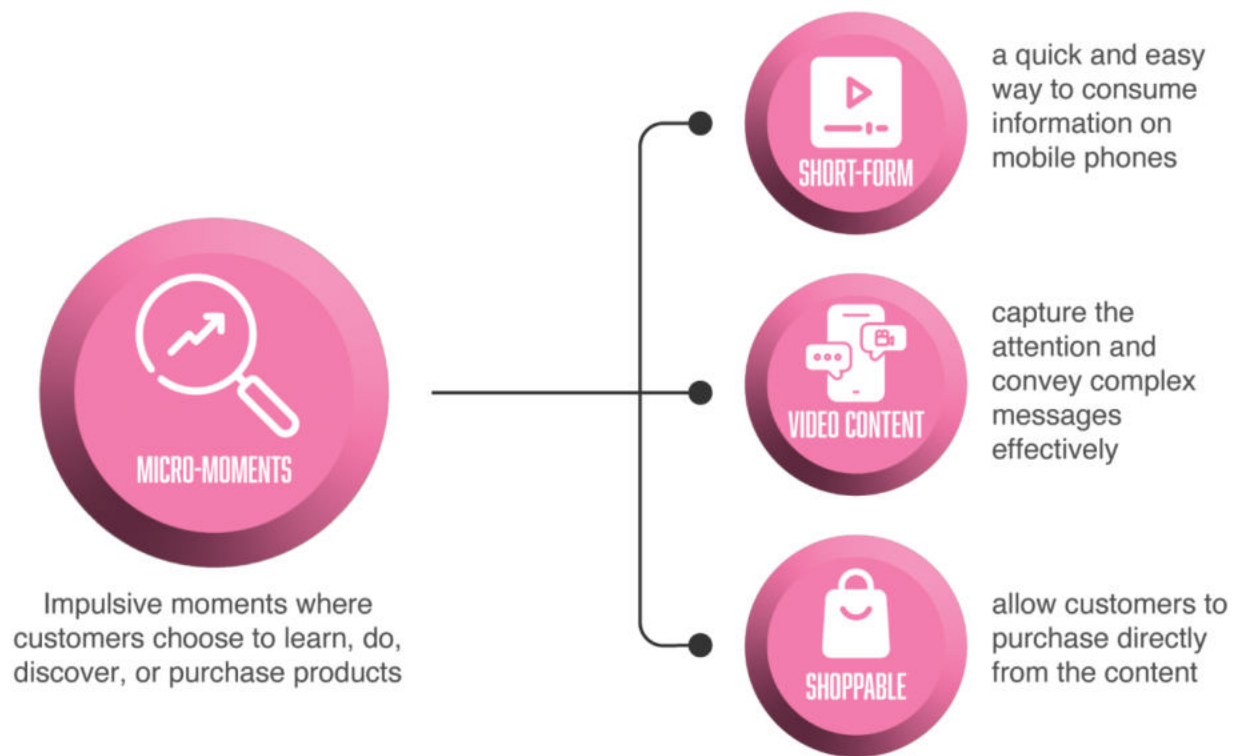 MICRO-MOMENTS
Impulsive moments where
customers choose to learn, do,
discover, or purchase products
SHORT-FORM
a quick and easy
way to consume
information on
mobile phones
VIDEO CONTENT
capture the
attention and
convey complex
messages
effectively
SHOPPABLE
allow customers to
purchase directly
from the content